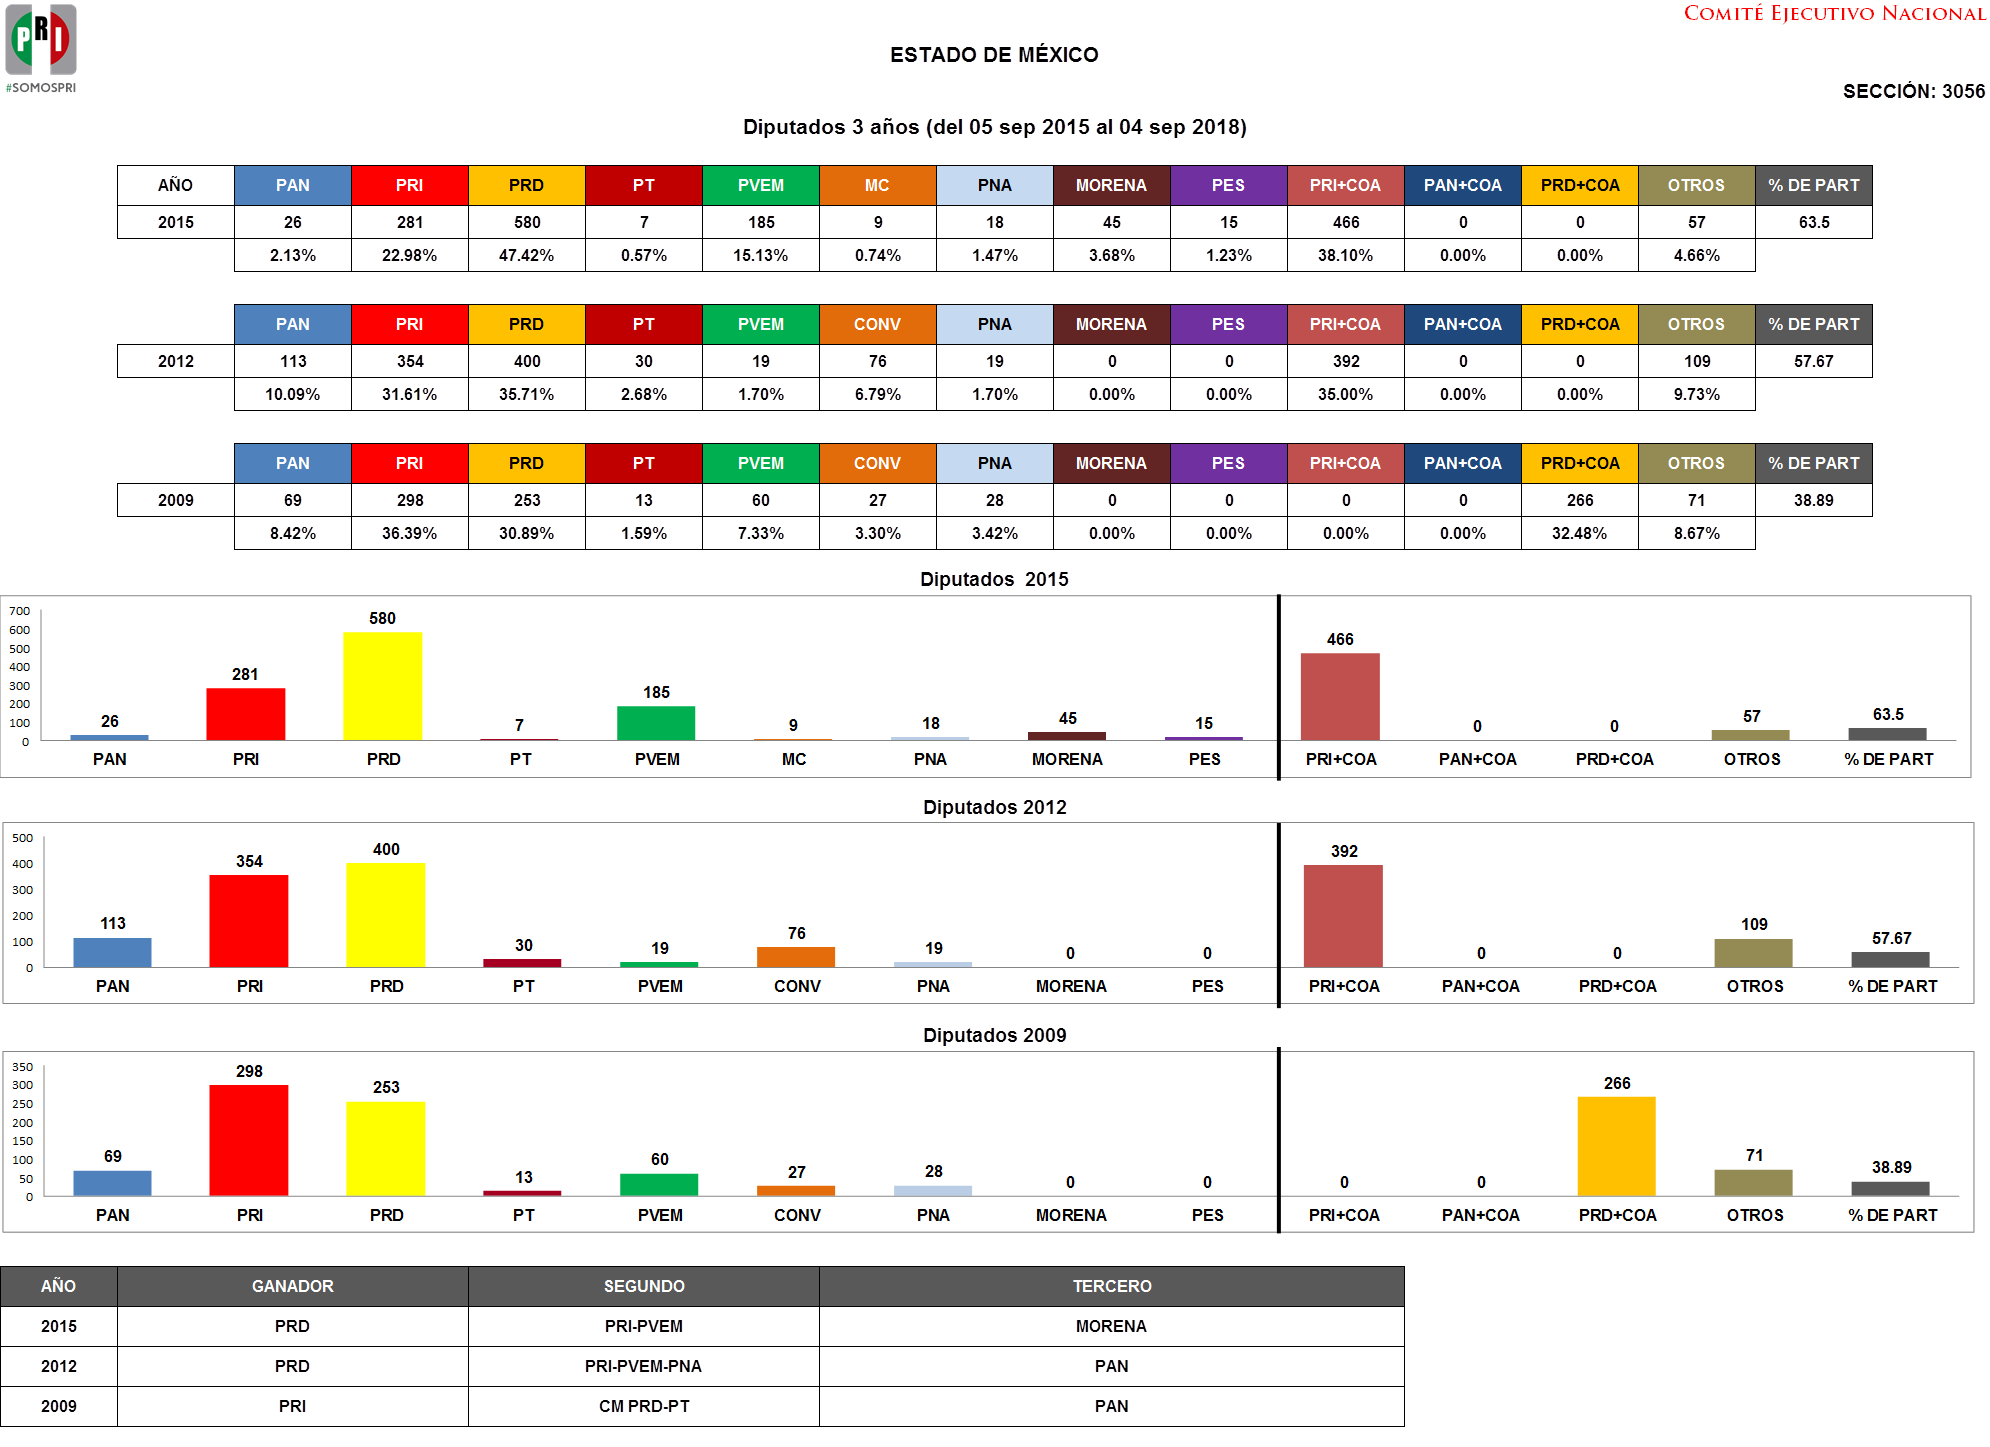 PRI
#SOMOSPRI
COMITÉ EJECUTIVO NACIONAL
ESTADO DE MÉXICO
SECCIÓN: 3056
Diputados 3 años (del 05 sep 2015 al 04 sep 2018)
AÑO PAN PRI PRD PT PVEM MC PNA MORENA PES PRI+COA PAN+COA PRD+COA OTROS % DE PART
2015 26 281 580 7 185 9 18 45 15 466 0 0 57 63.5
2.13% 22.98% 47.42% 0.57% 15.13% 0.74% 1.47% 3.68% 1.23% 38.10% 0.00% 0.00% 4.66%
PAN PRI PRD PT PVEM CONV PNA MORENA PES PRI+COA PAN+COA PRD+COA OTROS % DE PART
2012 113 354 400 30 19 76 19 0 0 392 0 0 109 57.67
10.09% 31.61% 35.71% 2.68% 1.70% 6.79% 1.70% 0.00% 0.00% 35.00% 0.00% 0.00% 9.73%
PAN PRI PRD PT PVEM CONV PNA MORENA PES PRI+COA PAN+COA PRD+COA OTROS % DE PART
2009 69 298 253 13 60 27 28 0 0 0 0 266 71 38.89
8.42% 36.39% 30.89% 1.59% 7.33% 3.30% 3.42% 0.00% 0.00% 0.00% 0.00% 32.48% 8.67%
Diputados 2015
700
600
500
400
300
200
100
0
26 281 580 7 185 9 18 45 15 466 0 0 57 63.5
PAN PRI PRD PT PVEM MC PNA MORENA PES PRI+COA PAN+COA PRD+COA OTROS % DE PART
Diputados 2012
500
400
300
200
100
0
113 354 400 30 19 76 19 0 0 392 0 0 109 57.67
PAN PRI PRD PT PVEM CONV PNA MORENA PES PRI+COA PAN+COA PRD+COA OTROS % DE PART
Diputados 2009
350
300
250
200
150
100
50
0
69 298 253 13 60 27 28 0 0 0 0 266 71 38.89
PAN PRI PRD PT PVEM CONV PNA MORENA PES PRI+COA PAN+COA PRD+COA OTROS % DE PART
AÑO GANADOR SEGUNDO TERCERO
2015 PRD PRI-PVEM MORENA
2012 PRD PRI-PVEM-PNA PAN
2009 PRI CM PRD-PT PAN